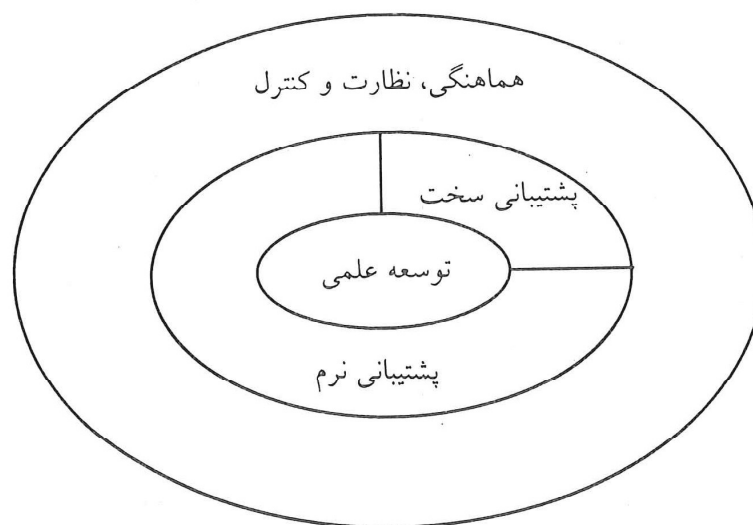 هماهنگی، نظارت و کنترل
پشتیبانی سخت
توسعه علمی
پشتیبانی نرم